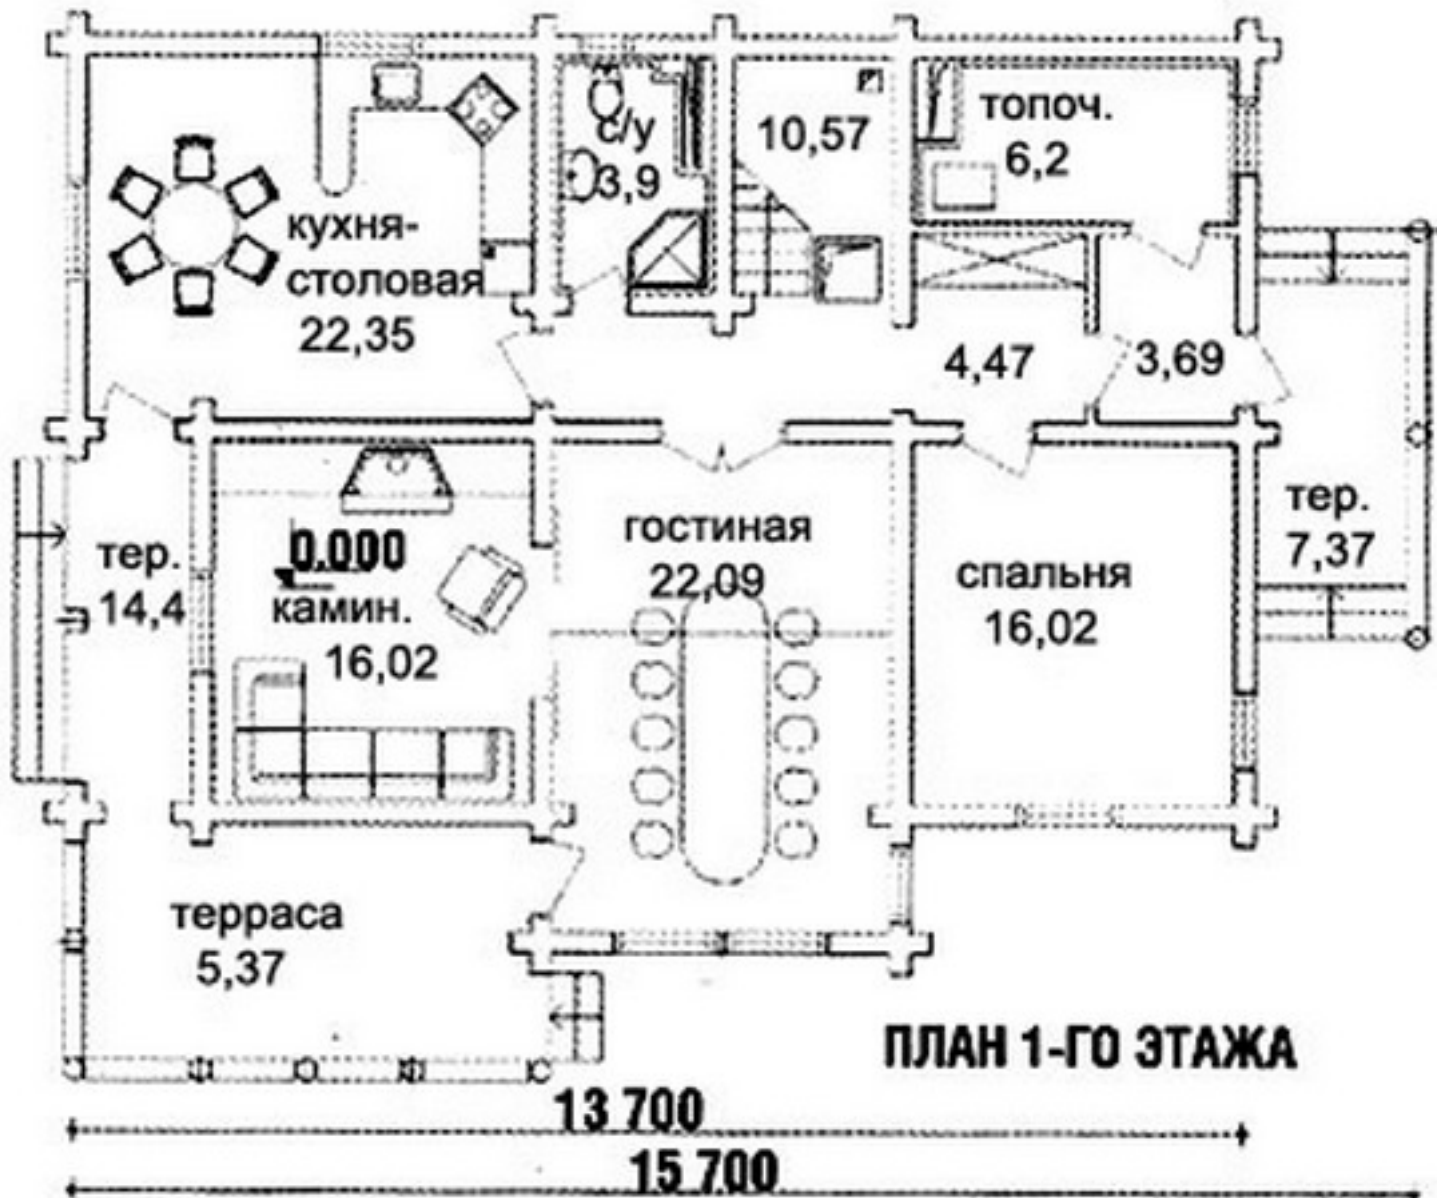 с/у
3,9
10,57
топоч.
6,2
кухня-
столовая
22,35
4,47
3,69
тер.
14,4
0.000
камин.
16,02
гостиная
22,09
спальня
16,02
тер.
7,37
терраса
5,37
ПЛАН 1-ГО ЭТАЖА
13 700
15 700